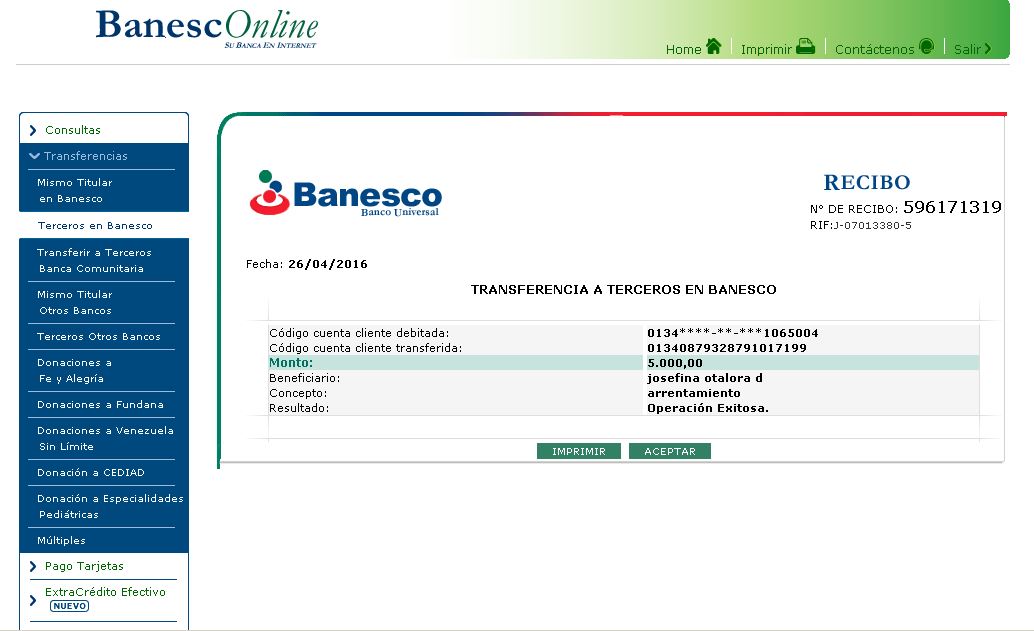 BanescOnline
SU BANCA EN INTERNET
Home
Imprimir
Contáctenos
Salir
Consultas
Transferencias
Mismo Titular
en Banesco
Terceros en Banesco
Transferir a Terceros
Banca Comunitaria
Mismo Titular
Otros Bancos
Terceros Otros Bancos
Donaciones a
Fe y Alegría
Donaciones a Fundana
Donaciones a Venezuela
Sin Límite
Donación a CEDIAD
Donación a Especialidades
Pediátricas
Múltiples
Pago Tarjetas
ExtraCrédito Efectivo
NUEVO
Banesco
Banco Universal
RECIBO
N° DE RECIBO: 596171319
RIF:J-07013380-5
Fecha: 26/04/2016
TRANSFERENCIA A TERCEROS EN BANESCO
Código cuenta cliente debitada: 0134****-**-***1065004
Código cuenta cliente transferida: 01340879328791017199
Monto: 5.000,00
Beneficiario: josefina otalora d
Concepto: arrentamiento
Resultado: Operación Exitosa.
IMPRIMIR
ACEPTAR